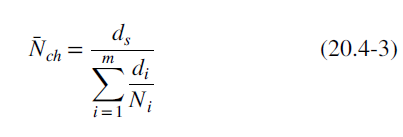 N̄_ch = d_s / ∑_{i=1}^{m} d_i/N_i (20.4-3)